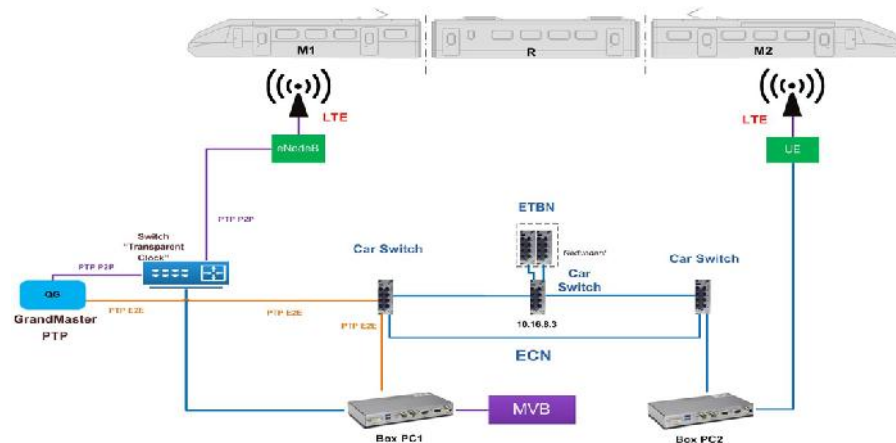 M1
R
M2
LTE
LTE
eNodeB
UE
PTP P2P
ETBN
Redundant
Switch
"Transparent
Clock"
Car Switch
Car
Switch
Car Switch
PTP P2P
QG
PTP E2E
PTP E2E
GrandMaster
PTP
PTP E2E
10.16.8.3
ECN
MVB
Box PC1
Box PC2